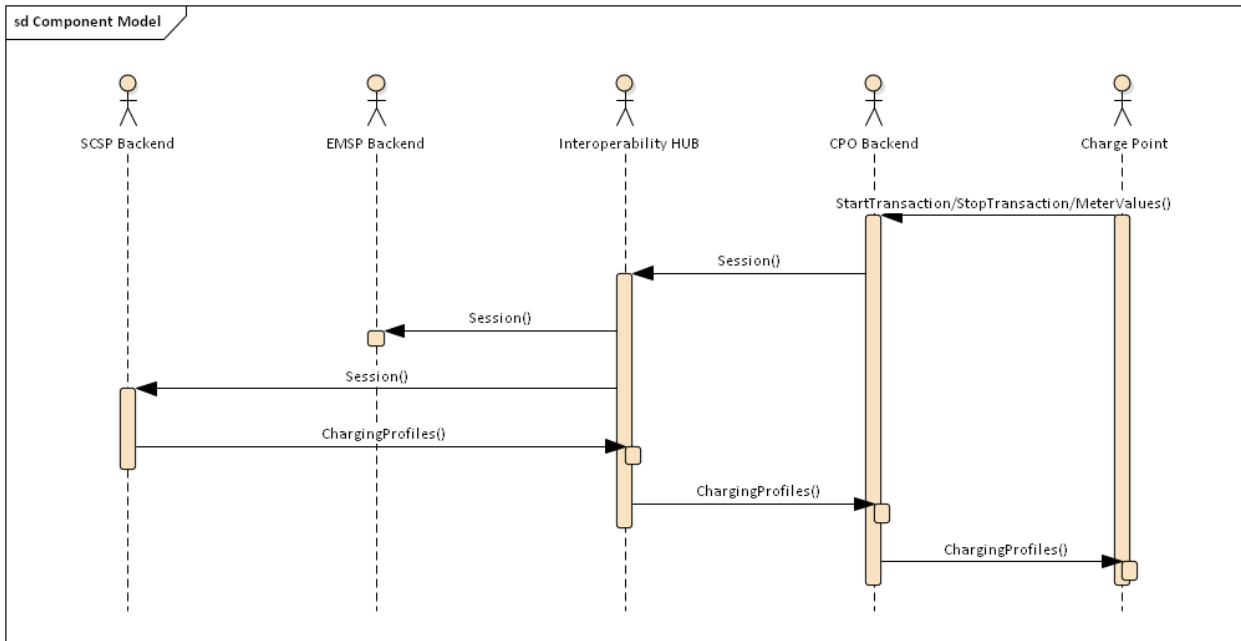 sd Component Model
SCSP Backend
EMSP Backend
Interoperability HUB
CPO Backend
Charge Point
StartTransaction/StopTransaction/MeterValues()
Session()
Session()
Session()
ChargingProfiles()
ChargingProfiles()
ChargingProfiles()